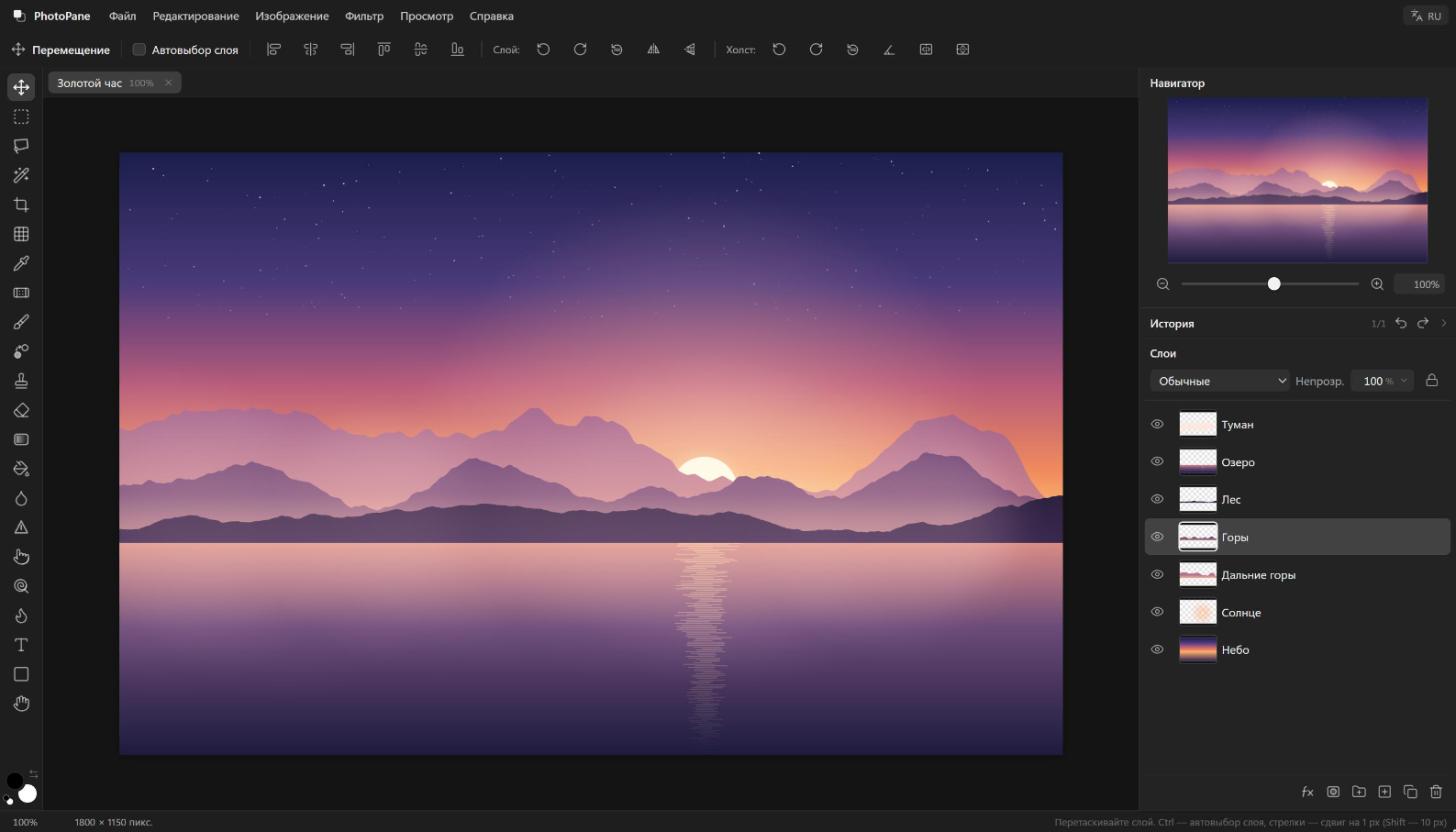 PhotoPane Файл Редактирование Изображение Фильтр Просмотр Справка RU
Перемещение Автовыбор слоя Слой: Холст:
Золотой час 100%
Навигатор
100%
История 1/1
Слои
Обычные Непрозр. 100 %
Туман
Озеро
Лес
Горы
Дальние горы
Солнце
Небо
fx
100% 1800 × 1150 пикс. Перетаскивайте слой. Ctrl — автовыбор слоя, стрелки — сдвиг на 1 px (Shift — 10 px)